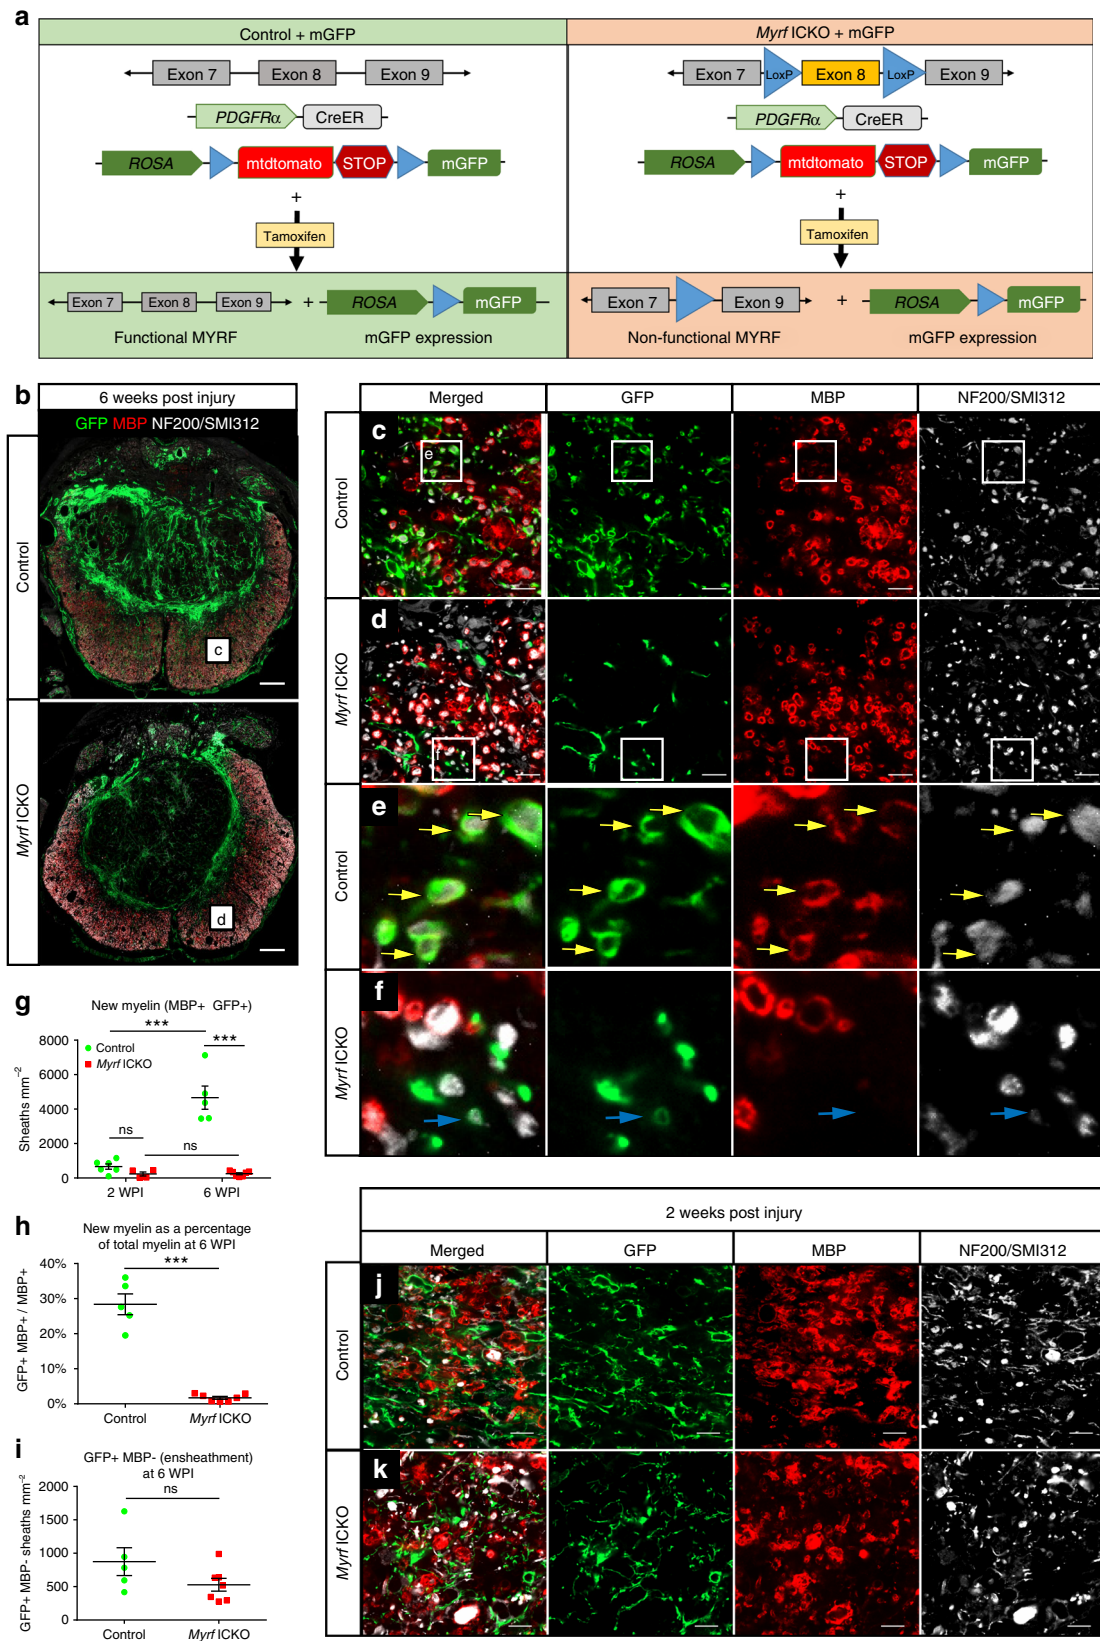 a
Control + mGFP
Myrf ICKO + mGFP
Exon 7 Exon 8 Exon 9
Exon 7 LoxP Exon 8 LoxP Exon 9
PDGFRα CreER
PDGFRα CreER
ROSA mtdtomato STOP mGFP
ROSA mtdtomato STOP mGFP
+
+
Tamoxifen
Tamoxifen
Exon 7 Exon 8 Exon 9 + ROSA mGFP
Exon 7 Exon 9 + ROSA mGFP
Functional MYRF mGFP expression
Non-functional MYRF mGFP expression
b
6 weeks post injury
GFP MBP NF200/SMI312
Control
c
Myrf ICKO
d
Merged GFP MBP NF200/SMI312
Control
c
e
Myrf ICKO
d
f
Control
e
Myrf ICKO
f
g
New myelin (MBP+ GFP+)
***
***
8000
6000
4000
2000
0
Sheaths mm⁻²
Control
Myrf ICKO
ns
ns
2 WPI 6 WPI
h
New myelin as a percentage
of total myelin at 6 WPI
***
40%
30%
20%
10%
0%
GFP+ MBP+ / MBP+
Control Myrf ICKO
i
GFP+ MBP- (ensheathment)
at 6 WPI
ns
2000
1500
1000
500
0
GFP+ MBP- sheaths mm⁻²
Control Myrf ICKO
2 weeks post injury
Merged GFP MBP NF200/SMI312
Control
j
Myrf ICKO
k